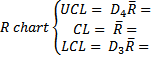 UCL = D₄R̄ =
R chart { CL = R̄ =
LCL = D₃R̄ =